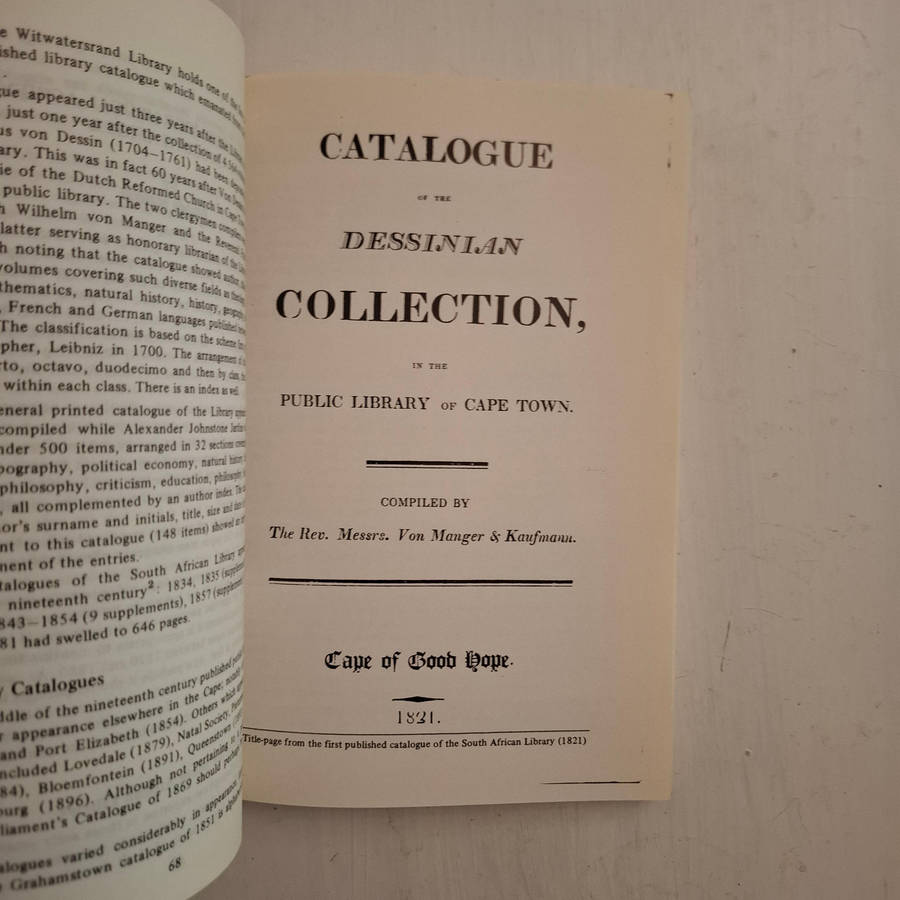 e Witwatersrand Library holds one of the
ished library catalogue which emanated
.
gue appeared just three years after the
just one year after the collection of
us von Dessin (1704–1761) had been
ary. This was in fact 60 years after Von
ie of the Dutch Reformed Church in Cape
public library. The two clergymen
n Wilhelm von Manger and the Reverend
latter serving as honorary librarian of the
h noting that the catalogue showed author,
volumes covering such diverse fields as
thematics, natural history, history,
, French and German languages published
The classification is based on the scheme
pher, Leibniz in 1700. The arrangement
rto, octavo, duodecimo and then by class,
within each class. There is an index as well.
eneral printed catalogue of the Library
compiled while Alexander Johnstone
nder 500 items, arranged in 32 sections
pography, political economy, natural history
philosophy, criticism, education,
, all complemented by an author index. The
or's surname and initials, title, size and
nt to this catalogue (148 items) showed
ment of the entries.
talogues of the South African Library
nineteenth century²: 1834, 1835
843–1854 (9 supplements), 1857
81 had swelled to 646 pages.
y Catalogues
ddle of the nineteenth century published
r appearance elsewhere in the Cape;
and Port Elizabeth (1854). Others which
ncluded Lovedale (1879), Natal Society,
84), Bloemfontein (1891), Queenstown
burg (1896). Although not pertaining to
liament's Catalogue of 1869 should
alogues varied considerably in appearance
Grahamstown catalogue of 1851 is
68
CATALOGUE
OF THE
DESSINIAN
COLLECTION,
IN THE
PUBLIC LIBRARY OF CAPE TOWN.
COMPILED BY
The Rev. Messrs. Von Manger & Kaufmann.
Cape of Good Hope.
1821.
Title-page from the first published catalogue of the South African Library (1821)